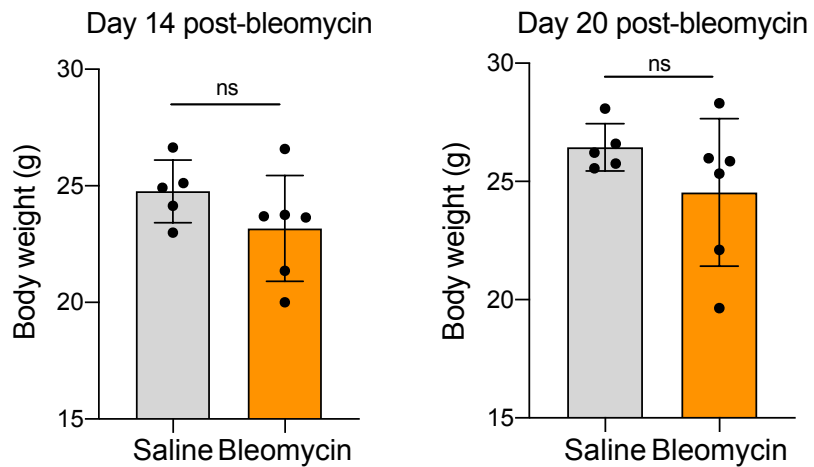 Day 14 post-bleomycin
30
25
20
15
Body weight (g)
ns
Saline Bleomycin
Day 20 post-bleomycin
30
25
20
15
Body weight (g)
ns
Saline Bleomycin